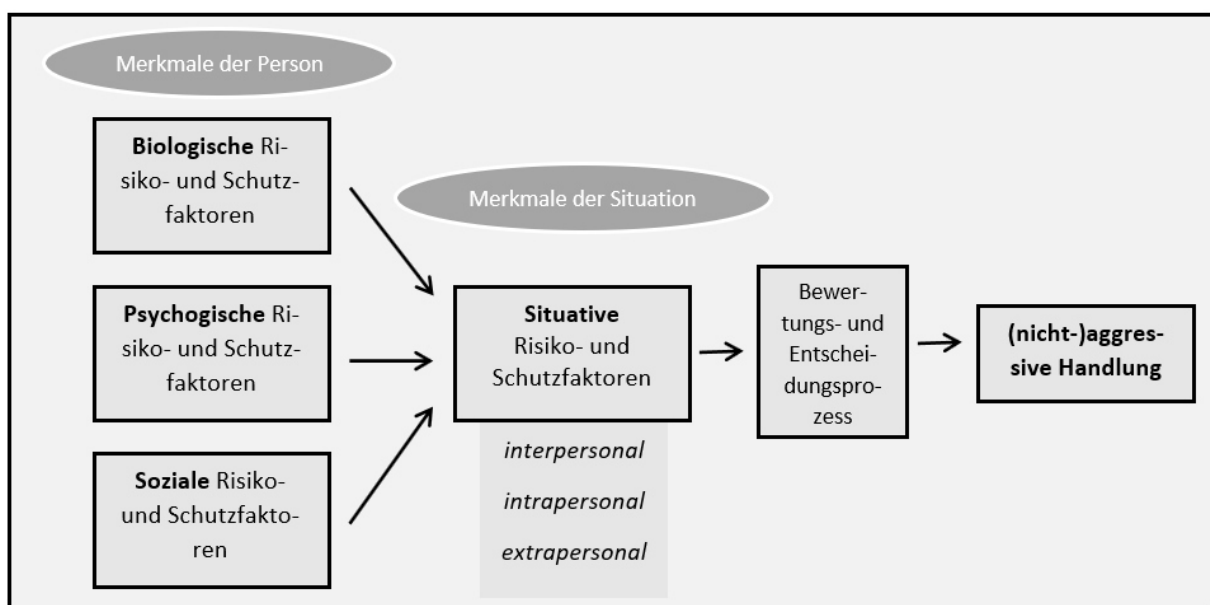 Merkmale der Person
Biologische Ri-
siko- und Schutz-
faktoren
Merkmale der Situation
Psychogische Ri-
siko- und Schutz-
faktoren
Situative
Risiko- und
Schutzfaktoren
interpersonal
intrapersonal
extrapersonal
Bewer-
tungs- und
Entschei-
dungspro-
zess
(nicht-)aggres-
sive Handlung
Soziale Risiko-
und Schutzfakto-
ren